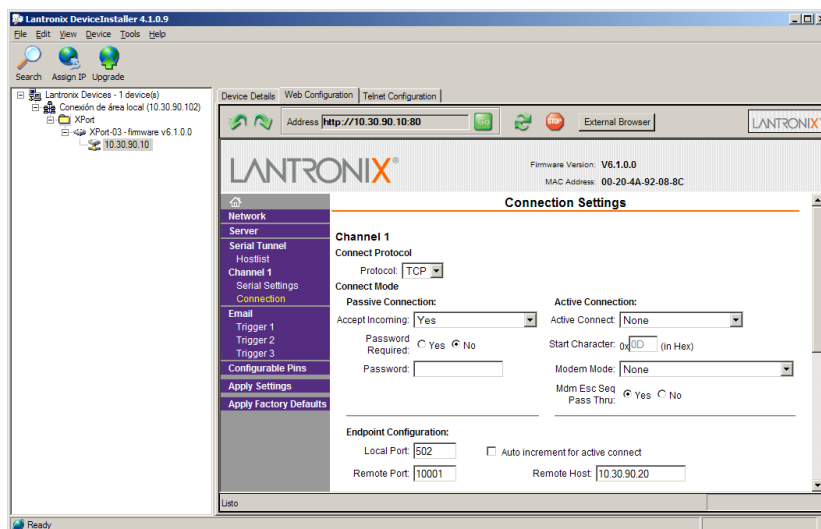 Lantronix DeviceInstaller 4.1.0.9
File Edit View Device Tools Help
Search Assign IP Upgrade
Lantronix Devices - 1 device(s)
Conexión de área local (10.30.90.102)
XPort
XPort-03 - firmware v6.1.0.0
10.30.90.10
Device Details Web Configuration Telnet Configuration
Address http://10.30.90.10:80 GO STOP External Browser LANTRONIX
LANTRONIX®
Firmware Version: V6.1.0.0
MAC Address: 00-20-4A-92-08-8C
Network
Server
Serial Tunnel
Hostlist
Channel 1
Serial Settings
Connection
Email
Trigger 1
Trigger 2
Trigger 3
Configurable Pins
Apply Settings
Apply Factory Defaults
Connection Settings
Channel 1
Connect Protocol
Protocol: TCP
Connect Mode
Passive Connection:
Accept Incoming: Yes
Password Required: Yes No
Password:
Active Connection:
Active Connect: None
Start Character: 0x0D (in Hex)
Modem Mode: None
Mdm Esc Seq Pass Thru: Yes No
Endpoint Configuration:
Local Port: 502 Auto increment for active connect
Remote Port: 10001 Remote Host: 10.30.90.20
Listo
Ready